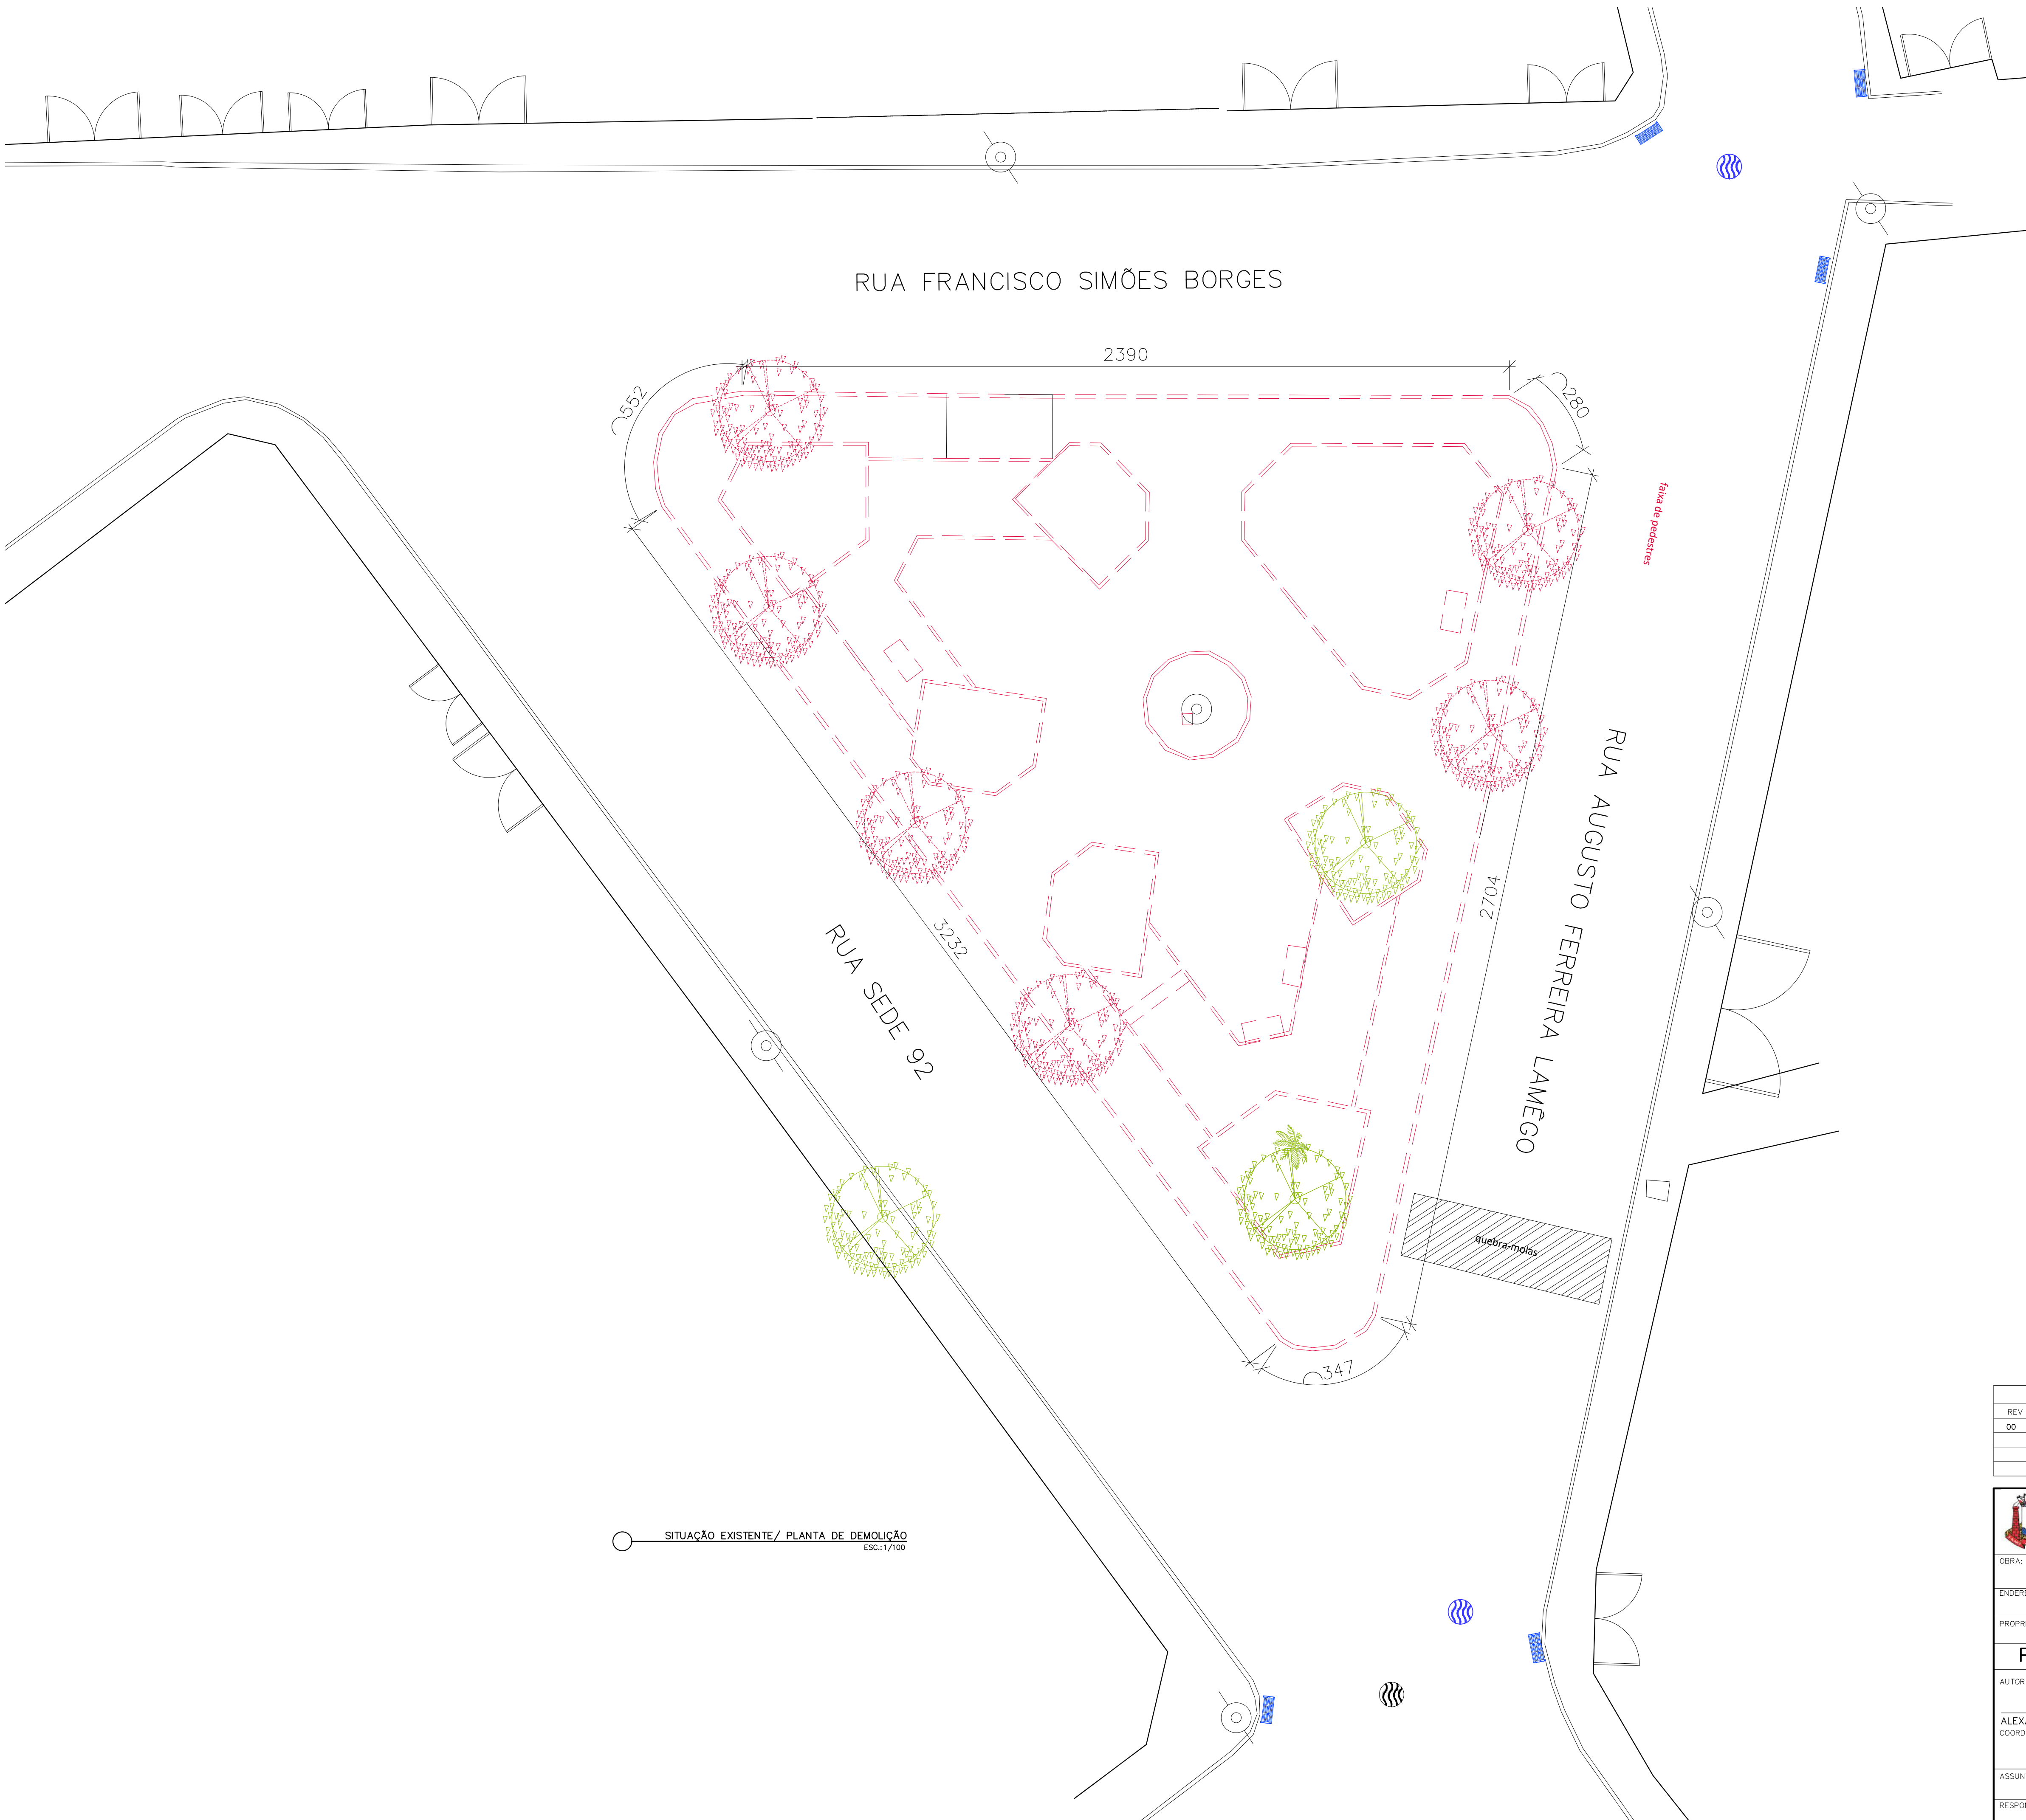 RUA FRANCISCO SIMÕES BORGES
2390
552
280
faixa de pedestres
RUA AUGUSTO FERREIRA LAMÊGO
2704
3232
RUA SEDE 92
quebra-molas
347
SITUAÇÃO EXISTENTE/ PLANTA DE DEMOLIÇÃO
ESC.:1/100
REV
00
OBRA: